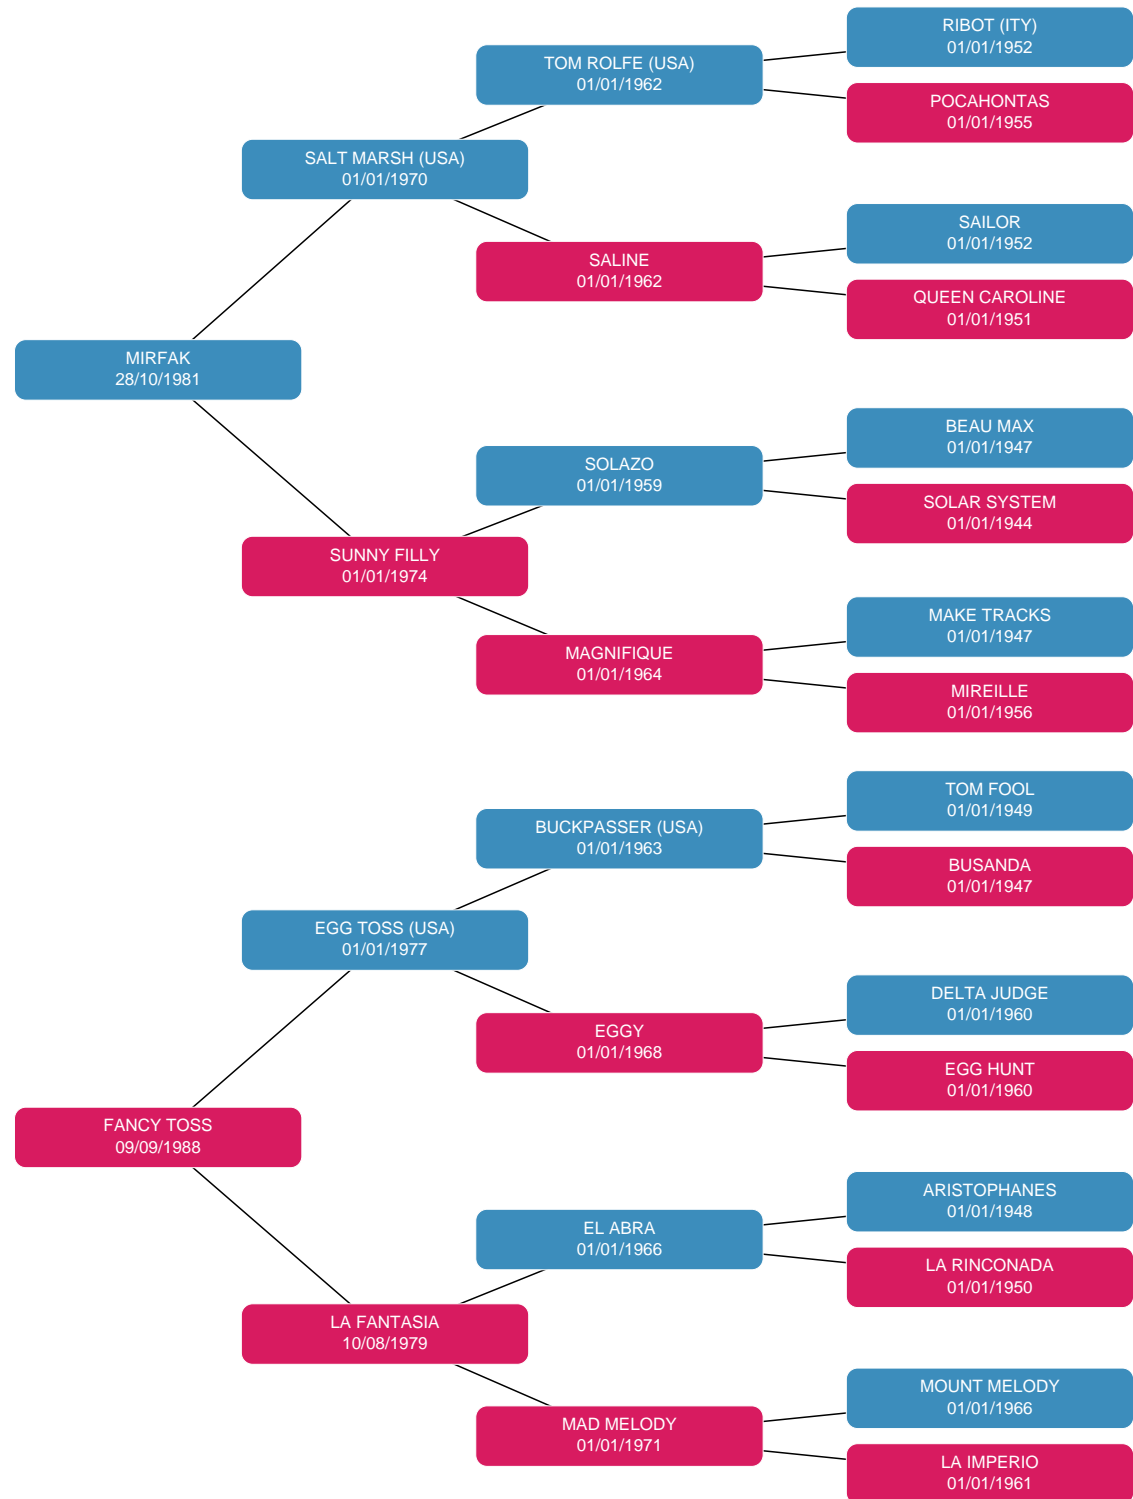 RIBOT (ITY)
01/01/1952
TOM ROLFE (USA)
01/01/1962
POCAHONTAS
01/01/1955
SALT MARSH (USA)
01/01/1970
SAILOR
01/01/1952
SALINE
01/01/1962
QUEEN CAROLINE
01/01/1951
MIRFAK
28/10/1981
BEAU MAX
01/01/1947
SOLAZO
01/01/1959
SOLAR SYSTEM
01/01/1944
SUNNY FILLY
01/01/1974
MAKE TRACKS
01/01/1947
MAGNIFIQUE
01/01/1964
MIREILLE
01/01/1956
TOM FOOL
01/01/1949
BUCKPASSER (USA)
01/01/1963
BUSANDA
01/01/1947
EGG TOSS (USA)
01/01/1977
DELTA JUDGE
01/01/1960
EGGY
01/01/1968
EGG HUNT
01/01/1960
FANCY TOSS
09/09/1988
ARISTOPHANES
01/01/1948
EL ABRA
01/01/1966
LA RINCONADA
01/01/1950
LA FANTASIA
10/08/1979
MOUNT MELODY
01/01/1966
MAD MELODY
01/01/1971
LA IMPERIO
01/01/1961